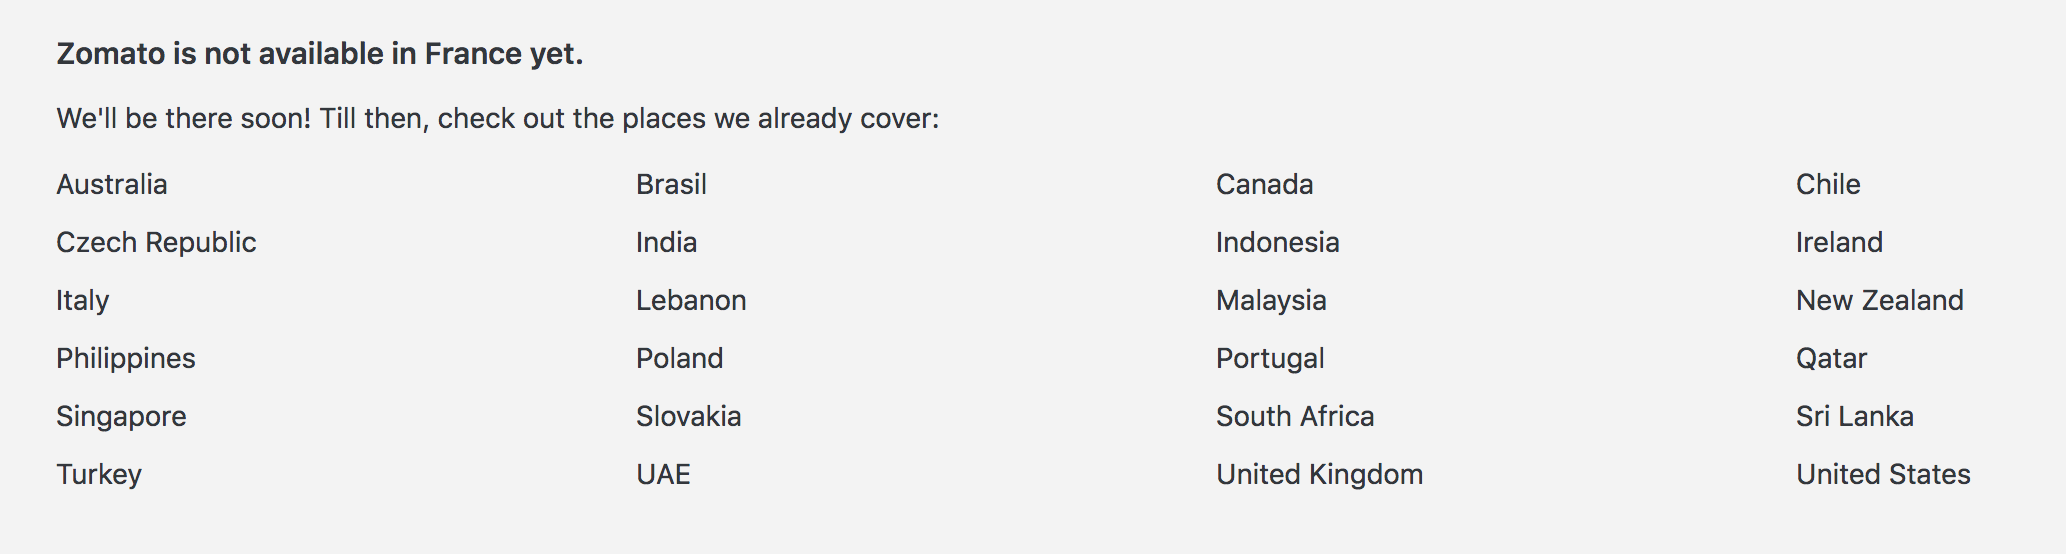 Zomato is not available in France yet.
We'll be there soon! Till then, check out the places we already cover:
Australia Brasil Canada Chile
Czech Republic India Indonesia Ireland
Italy Lebanon Malaysia New Zealand
Philippines Poland Portugal Qatar
Singapore Slovakia South Africa Sri Lanka
Turkey UAE United Kingdom United States